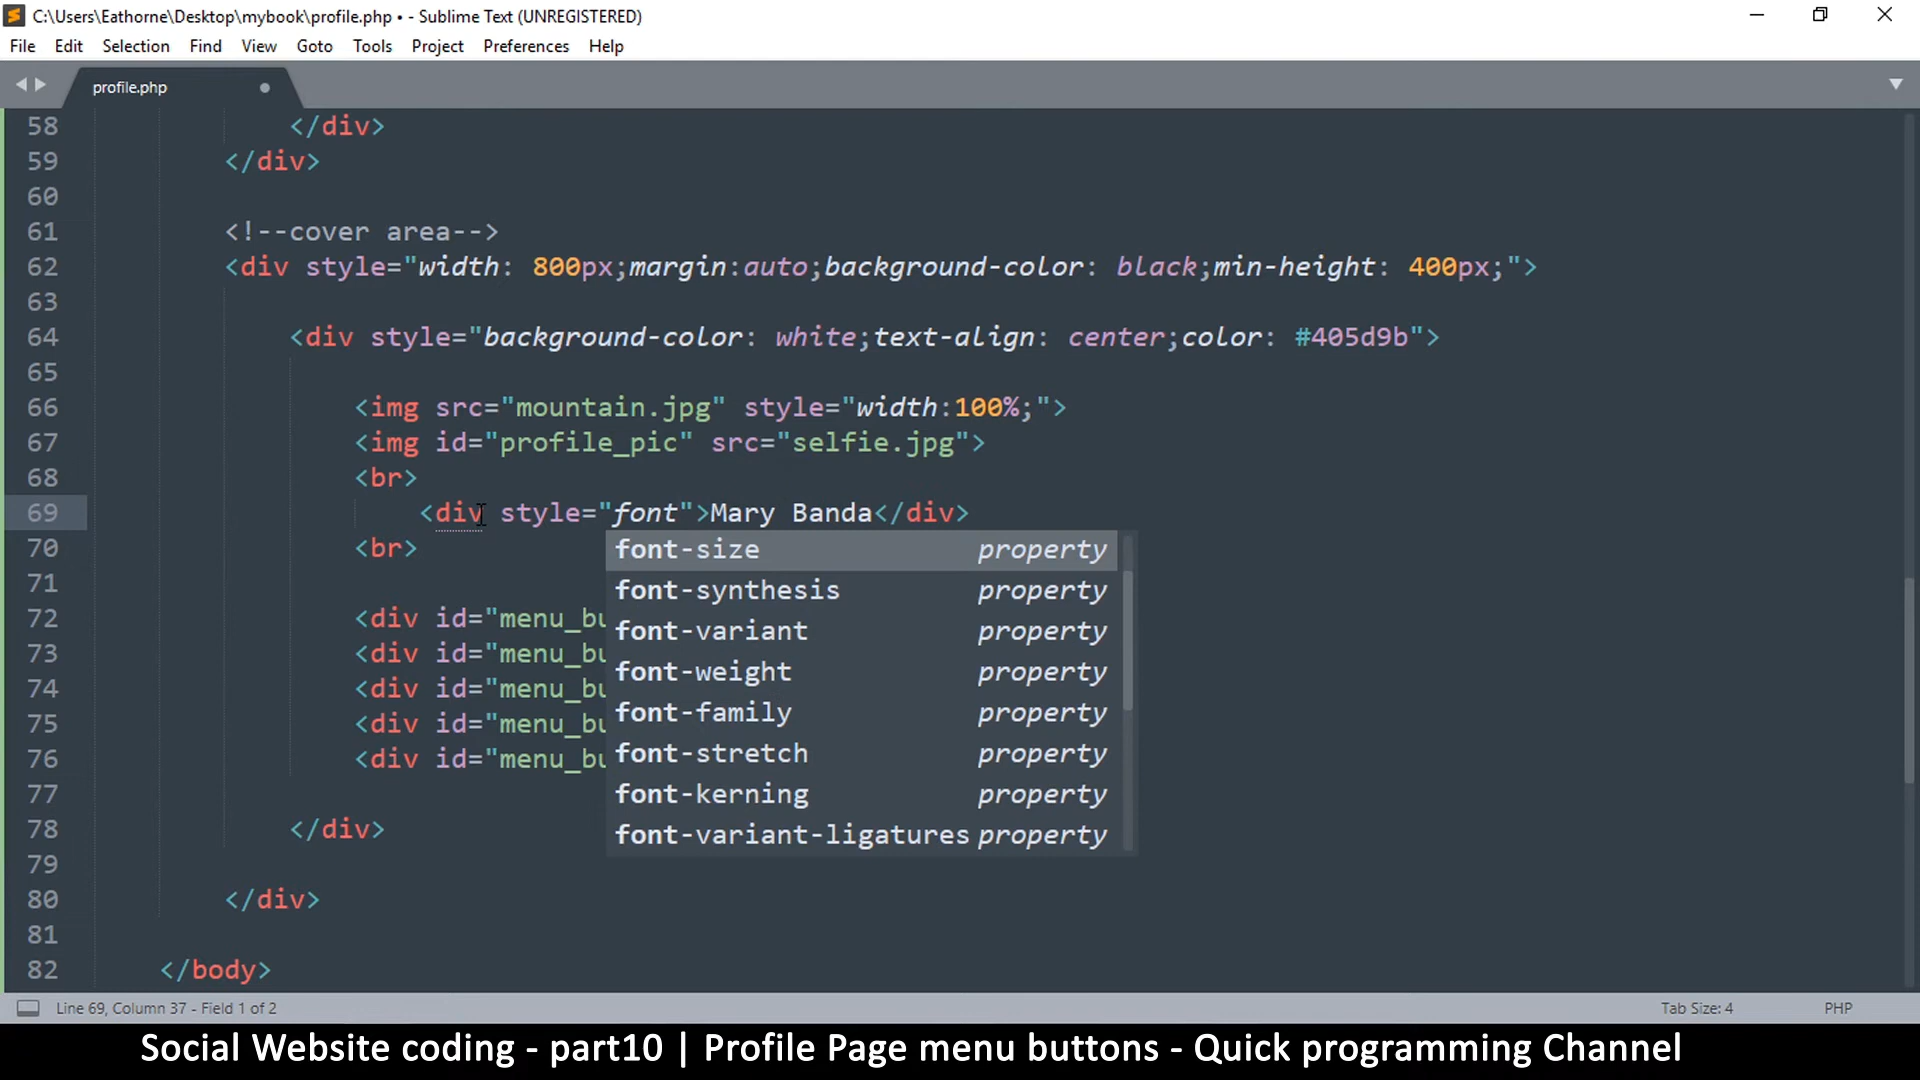 C:\Users\Eathorne\Desktop\mybook\profile.php • - Sublime Text (UNREGISTERED)
File Edit Selection Find View Goto Tools Project Preferences Help
profile.php
58 </div>
59 </div>
60
61 <!--cover area-->
62 <div style="width: 800px;margin:auto;background-color: black;min-height: 400px;">
63
64 <div style="background-color: white;text-align: center;color: #405d9b">
65
66 <img src="mountain.jpg" style="width:100%;">
67 <img id="profile_pic" src="selfie.jpg">
68 <br>
69 <div style="font">Mary Banda</div>
70 <br> font-size property
font-synthesis property
71
font-variant property
72 <div id="menu_bu
73 <div id="menu_bu font-weight property
74 <div id="menu_bu font-family property
75 <div id="menu_bu font-stretch property
76 <div id="menu_bu
77 font-kerning property
78 </div> font-variant-ligatures property
79
80 </div>
81
82 </body>
Line 69, Column 37 - Field 1 of 2 Tab Size: 4 PHP
Social Website coding - part10 | Profile Page menu buttons - Quick programming Channel